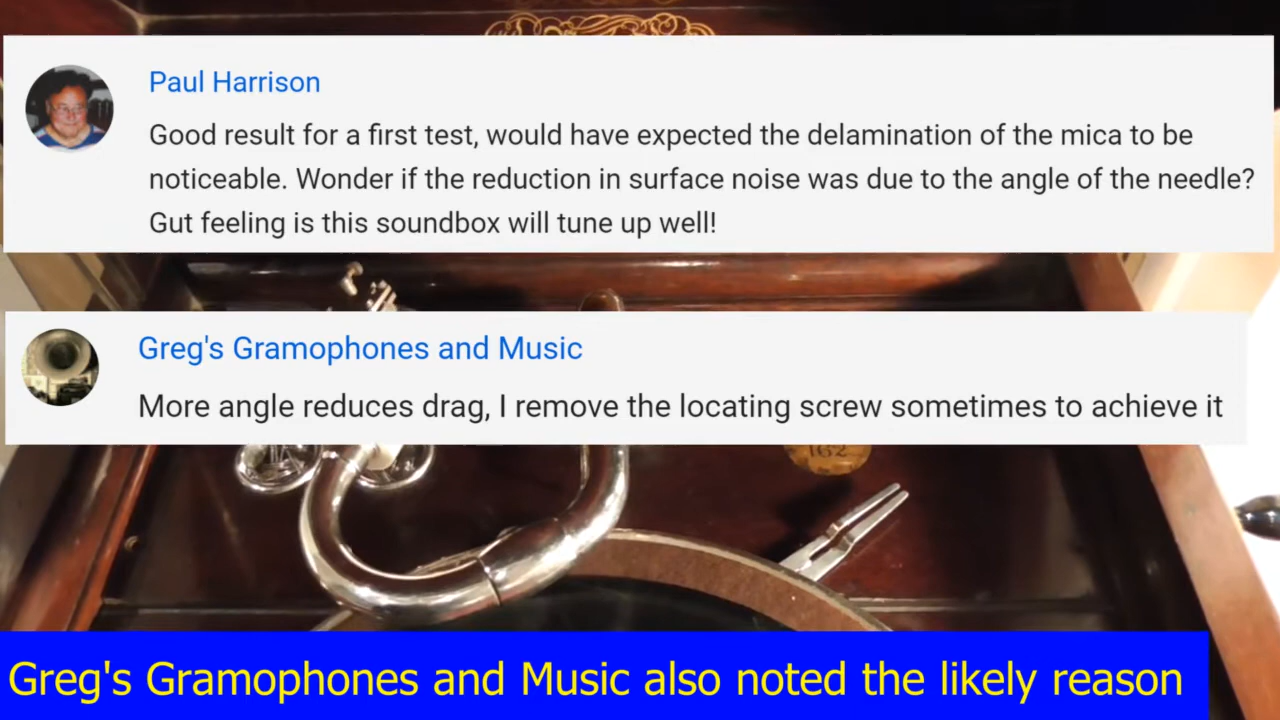 Paul Harrison
Good result for a first test, would have expected the delamination of the mica to be
noticeable. Wonder if the reduction in surface noise was due to the angle of the needle?
Gut feeling is this soundbox will tune up well!
Greg's Gramophones and Music
More angle reduces drag, I remove the locating screw sometimes to achieve it
162
Greg's Gramophones and Music also noted the likely reason